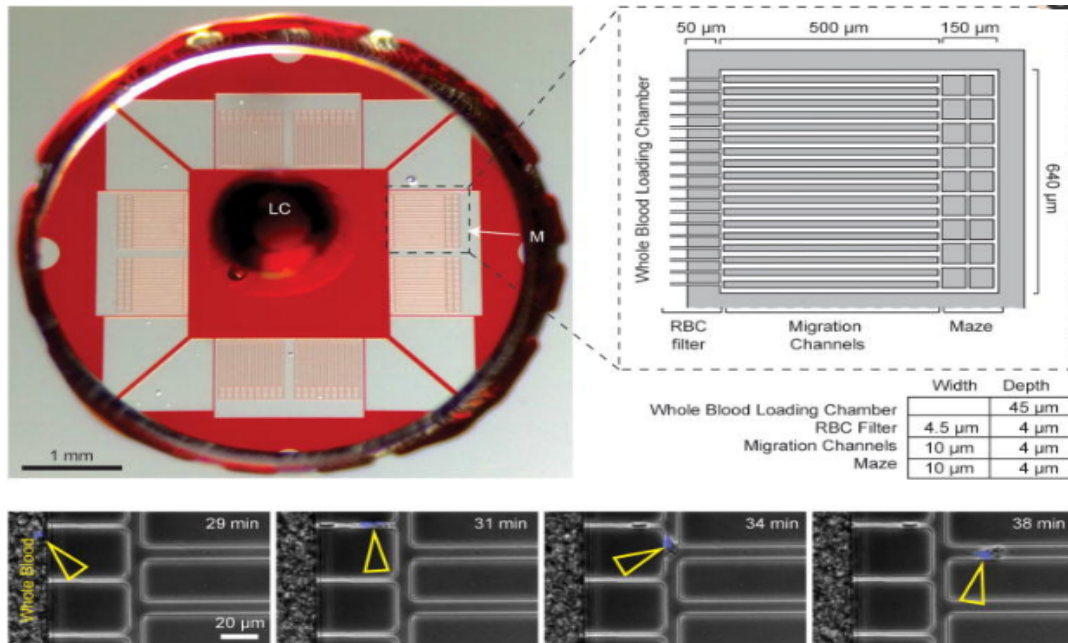 LC
M
1 mm
50 µm 500 µm 150 µm
Whole Blood Loading Chamber
640 µm
RBC filter
Migration Channels
Maze
Width Depth
Whole Blood Loading Chamber 45 µm
RBC Filter 4.5 µm 4 µm
Migration Channels 10 µm 4 µm
Maze 10 µm 4 µm
29 min
Whole Blood
20 µm
31 min
34 min
38 min